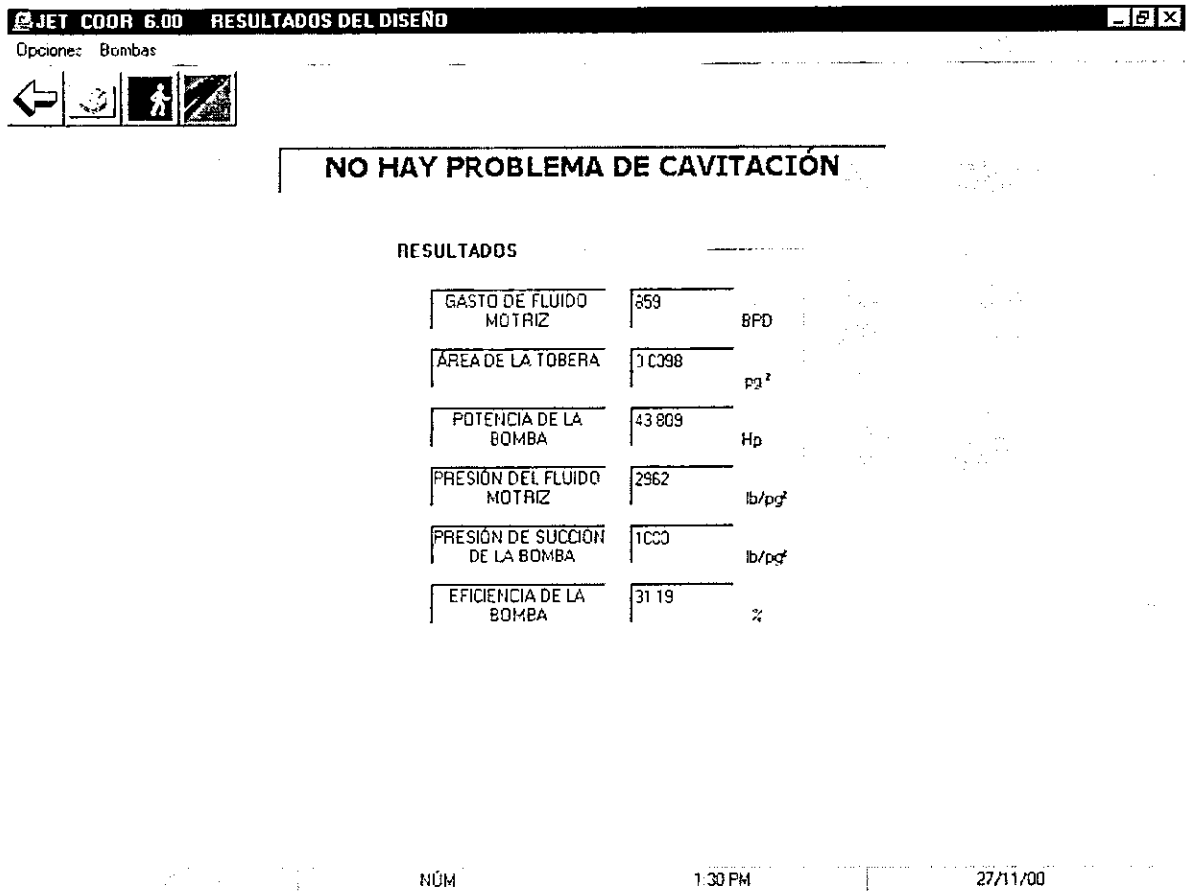 JET COOR 6.00 RESULTADOS DEL DISEÑO
Opciones Bombas
NO HAY PROBLEMA DE CAVITACIÓN
RESULTADOS
GASTO DE FLUIDO
MOTRIZ
859
BPD
ÁREA DE LA TOBERA
0.0098
pg²
POTENCIA DE LA
BOMBA
43.809
Hp
PRESIÓN DEL FLUIDO
MOTRIZ
2962
lb/pg²
PRESIÓN DE SUCCIÓN
DE LA BOMBA
1000
lb/pg²
EFICIENCIA DE LA
BOMBA
31.19
%
NÚM 1:30 PM 27/11/00